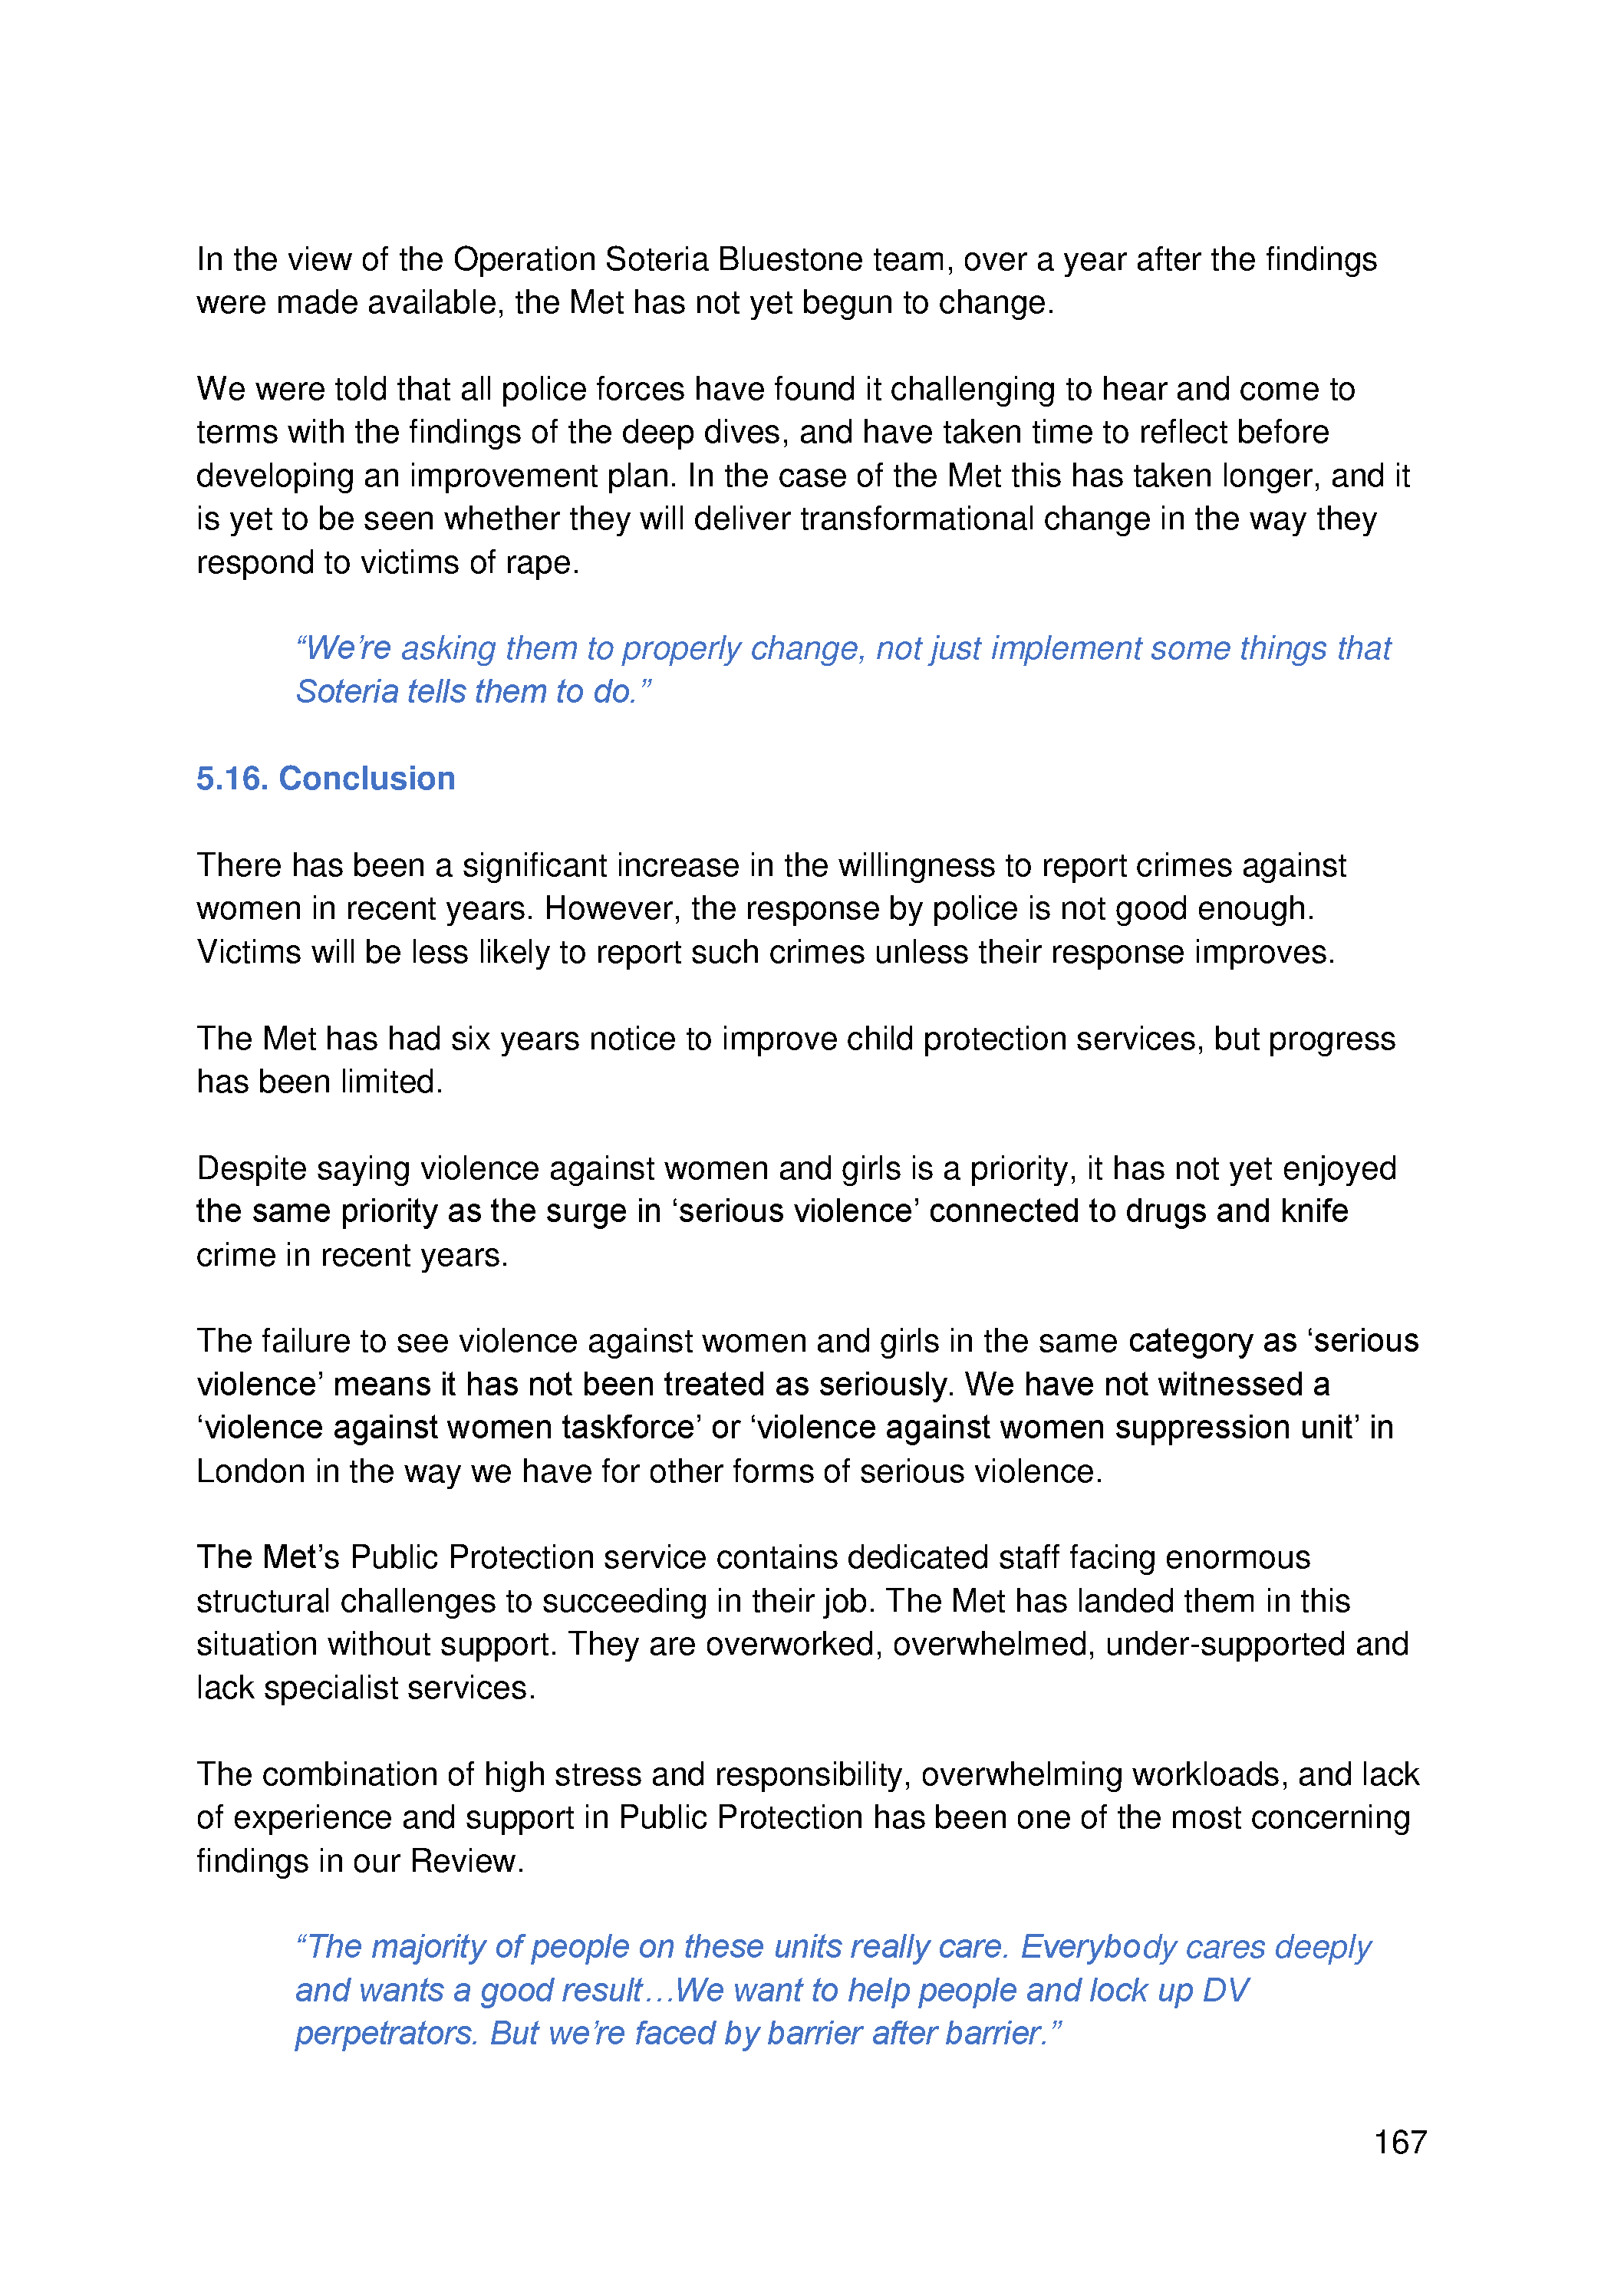 In the view of the Operation Soteria Bluestone team, over a year after the findings
were made available, the Met has not yet begun to change.
We were told that all police forces have found it challenging to hear and come to
terms with the findings of the deep dives, and have taken time to reflect before
developing an improvement plan. In the case of the Met this has taken longer, and it
is yet to be seen whether they will deliver transformational change in the way they
respond to victims of rape.
“We’re asking them to properly change, not just implement some things that
Soteria tells them to do.”
5.16. Conclusion
There has been a significant increase in the willingness to report crimes against
women in recent years. However, the response by police is not good enough.
Victims will be less likely to report such crimes unless their response improves.
The Met has had six years notice to improve child protection services, but progress
has been limited.
Despite saying violence against women and girls is a priority, it has not yet enjoyed
the same priority as the surge in ‘serious violence’ connected to drugs and knife
crime in recent years.
The failure to see violence against women and girls in the same category as ‘serious
violence’ means it has not been treated as seriously. We have not witnessed a
‘violence against women taskforce’ or ‘violence against women suppression unit’ in
London in the way we have for other forms of serious violence.
The Met’s Public Protection service contains dedicated staff facing enormous
structural challenges to succeeding in their job. The Met has landed them in this
situation without support. They are overworked, overwhelmed, under-supported and
lack specialist services.
The combination of high stress and responsibility, overwhelming workloads, and lack
of experience and support in Public Protection has been one of the most concerning
findings in our Review.
“The majority of people on these units really care. Everybody cares deeply
and wants a good result…We want to help people and lock up DV
perpetrators. But we’re faced by barrier after barrier.”
167